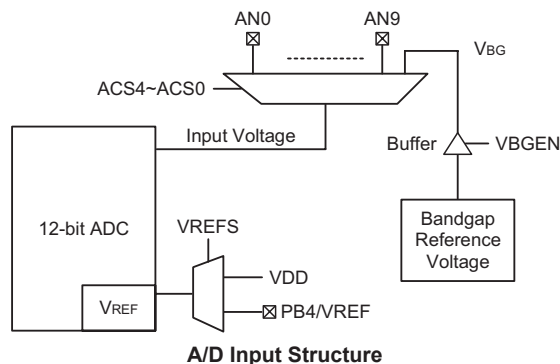 AN0
AN9
VBG
ACS4~ACS0
Input Voltage
Buffer
VBGEN
12-bit ADC
VREFS
Bandgap
Reference
Voltage
VDD
VREF
PB4/VREF
A/D Input Structure